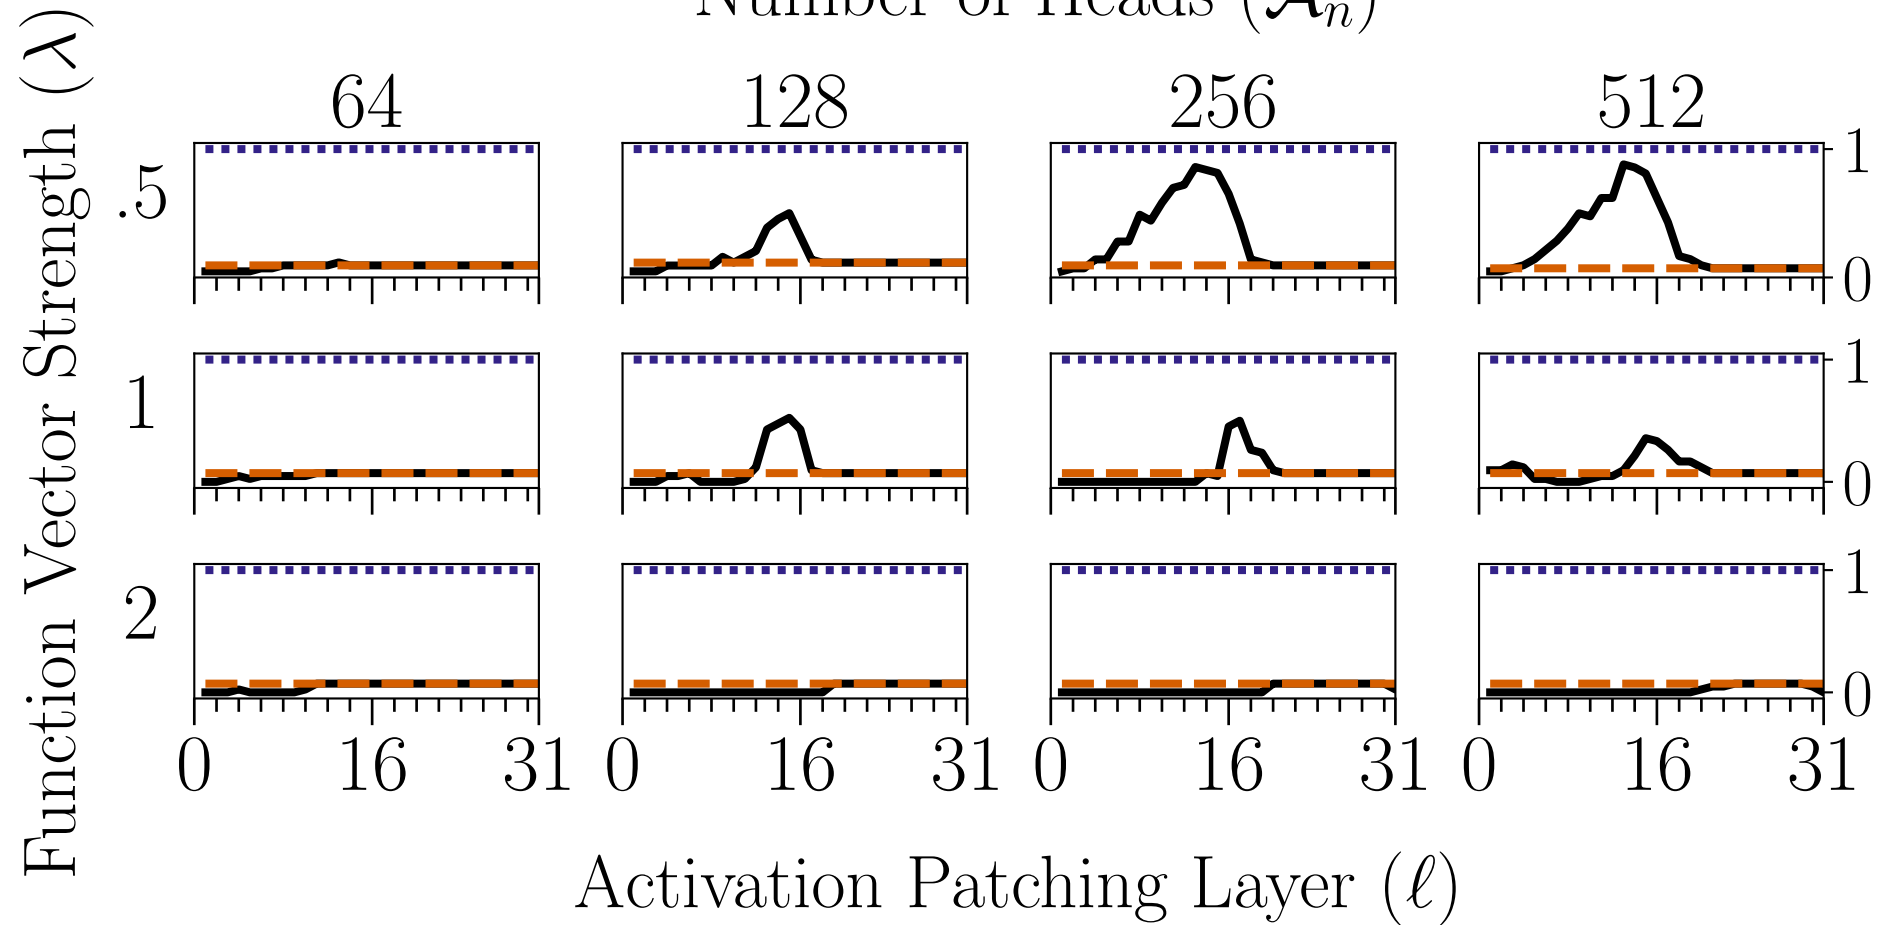 Number of Heads (𝒜ₙ)
64 128 256 512
Function Vector Strength (λ)
.5
1
0
1
1
0
2
1
0
0 16 31 0 16 31 0 16 31 0 16 31
Activation Patching Layer (ℓ)